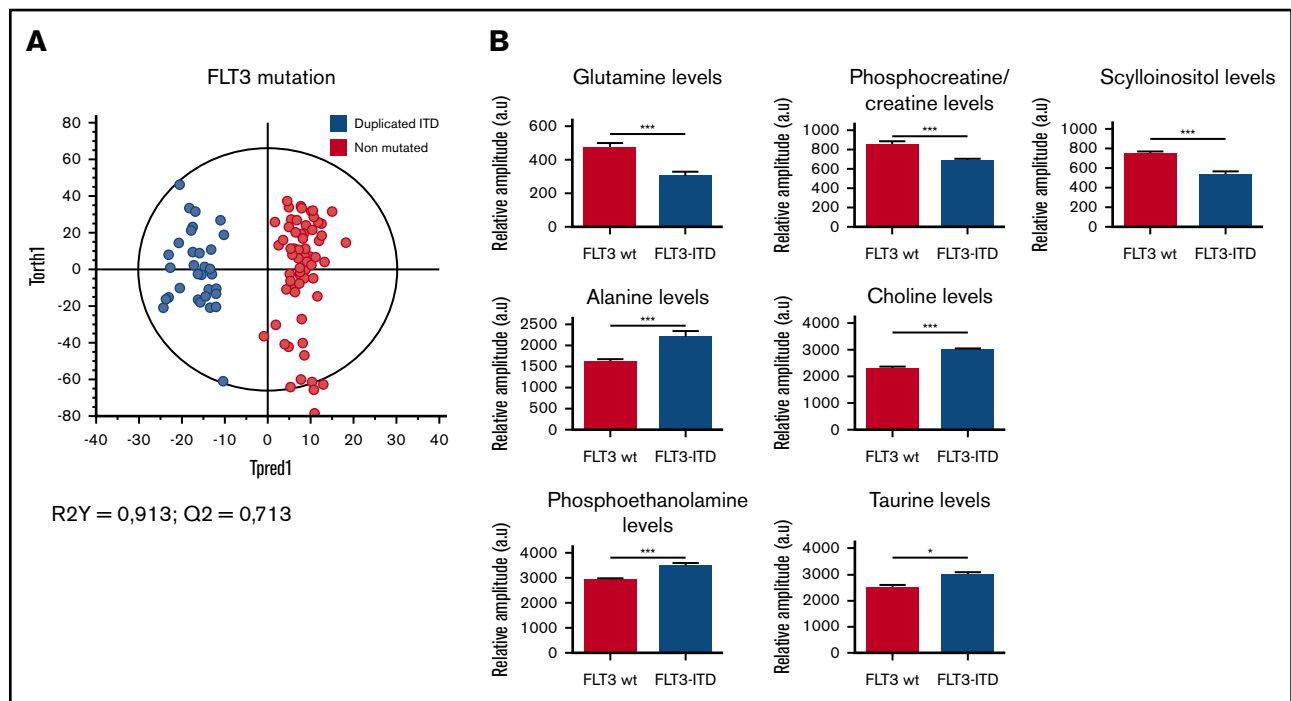 A
FLT3 mutation
Torth1
80
60
40
20
0
-20
-40
-60
-80
-40
-30
-20
-10
0
10
20
30
40
Tpred1
Duplicated ITD
Non mutated
R2Y = 0,913; Q2 = 0,713
B
Glutamine levels
Relative amplitude (a.u)
600
400
200
0
***
FLT3 wt
FLT3-ITD
Phosphocreatine/
creatine levels
Relative amplitude (a.u)
1000
800
600
400
200
0
***
FLT3 wt
FLT3-ITD
Scylloinositol levels
Relative amplitude (a.u)
1000
800
600
400
200
0
***
FLT3 wt
FLT3-ITD
Alanine levels
Relative amplitude (a.u)
2500
2000
1500
1000
500
0
***
FLT3 wt
FLT3-ITD
Choline levels
Relative amplitude (a.u)
4000
3000
2000
1000
0
***
FLT3 wt
FLT3-ITD
Phosphoethanolamine
levels
Relative amplitude (a.u)
4000
3000
2000
1000
0
***
FLT3 wt
FLT3-ITD
Taurine levels
Relative amplitude (a.u)
4000
3000
2000
1000
0
*
FLT3 wt
FLT3-ITD